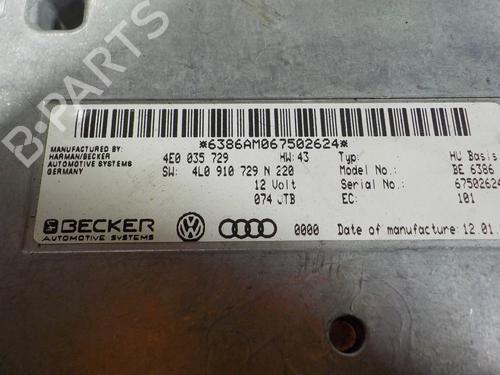 B-PARTS
*6386AM067502624*
MANUFACTURED BY:
HARMAN/BECKER
AUTOMOTIVE SYSTEMS
GERMANY
4E0 035 729 HW: 43 Typ: HU Basis
SW: 4L0 910 729 N 220 Model No.: BE 6386
12 Volt Serial No.: 67502624
074 JTB EC: 101
BECKER
AUTOMOTIVE SYSTEMS
0000 Date of manufacture: 12.01.